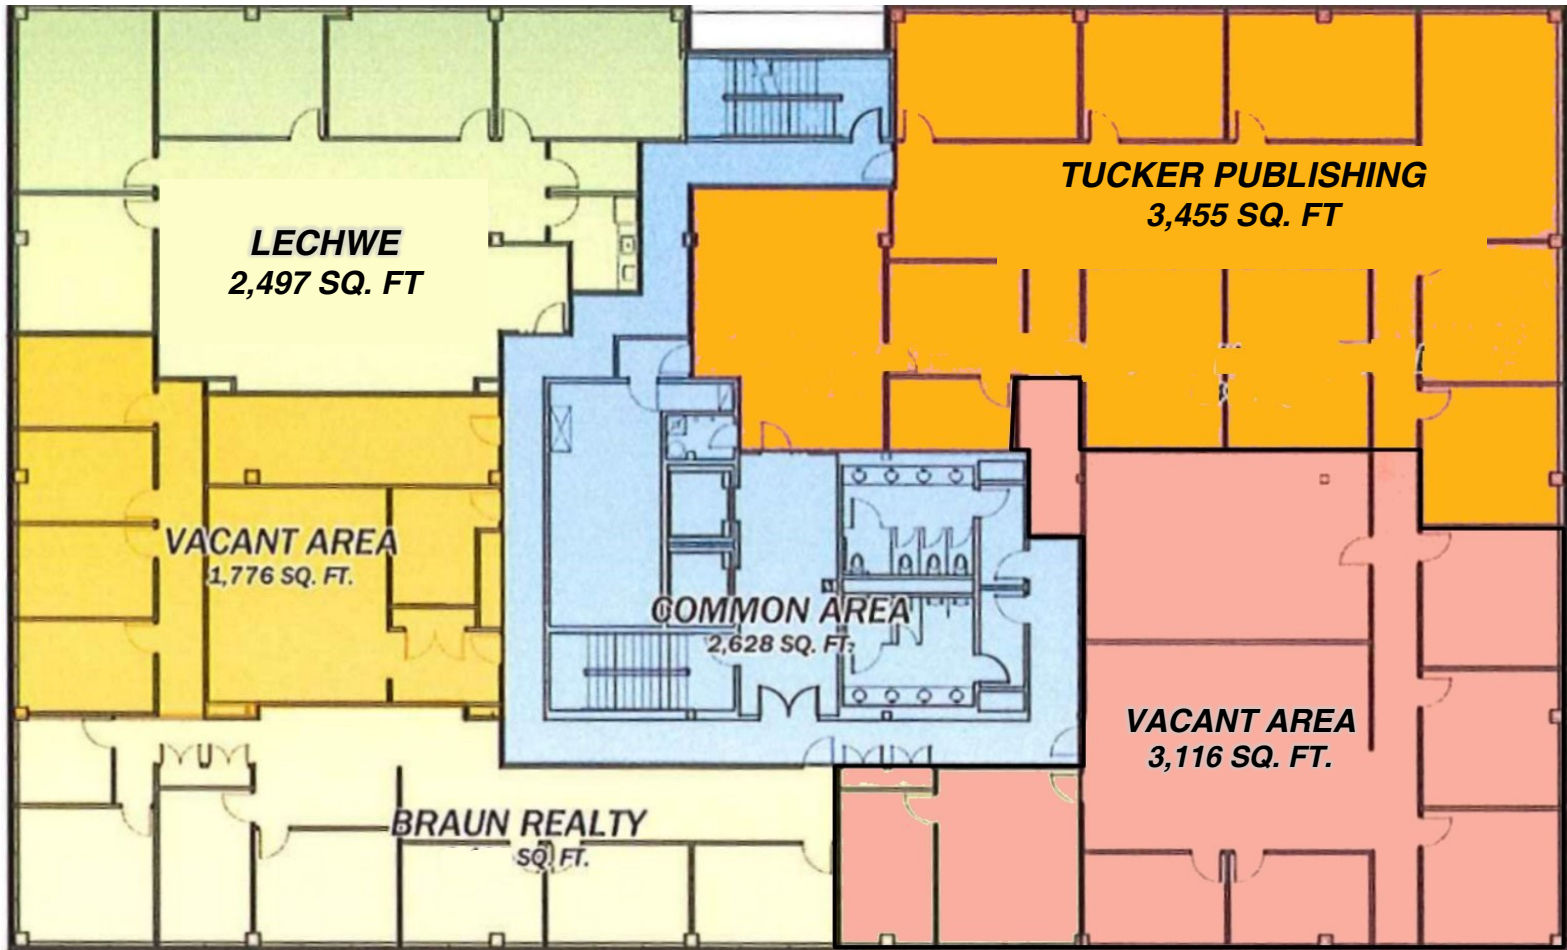 TUCKER PUBLISHING
3,455 SQ. FT
LECHWE
2,497 SQ. FT
VACANT AREA
1,776 SQ. FT.
COMMON AREA
2,628 SQ. FT.
VACANT AREA
3,116 SQ. FT.
BRAUN REALTY
SQ. FT.